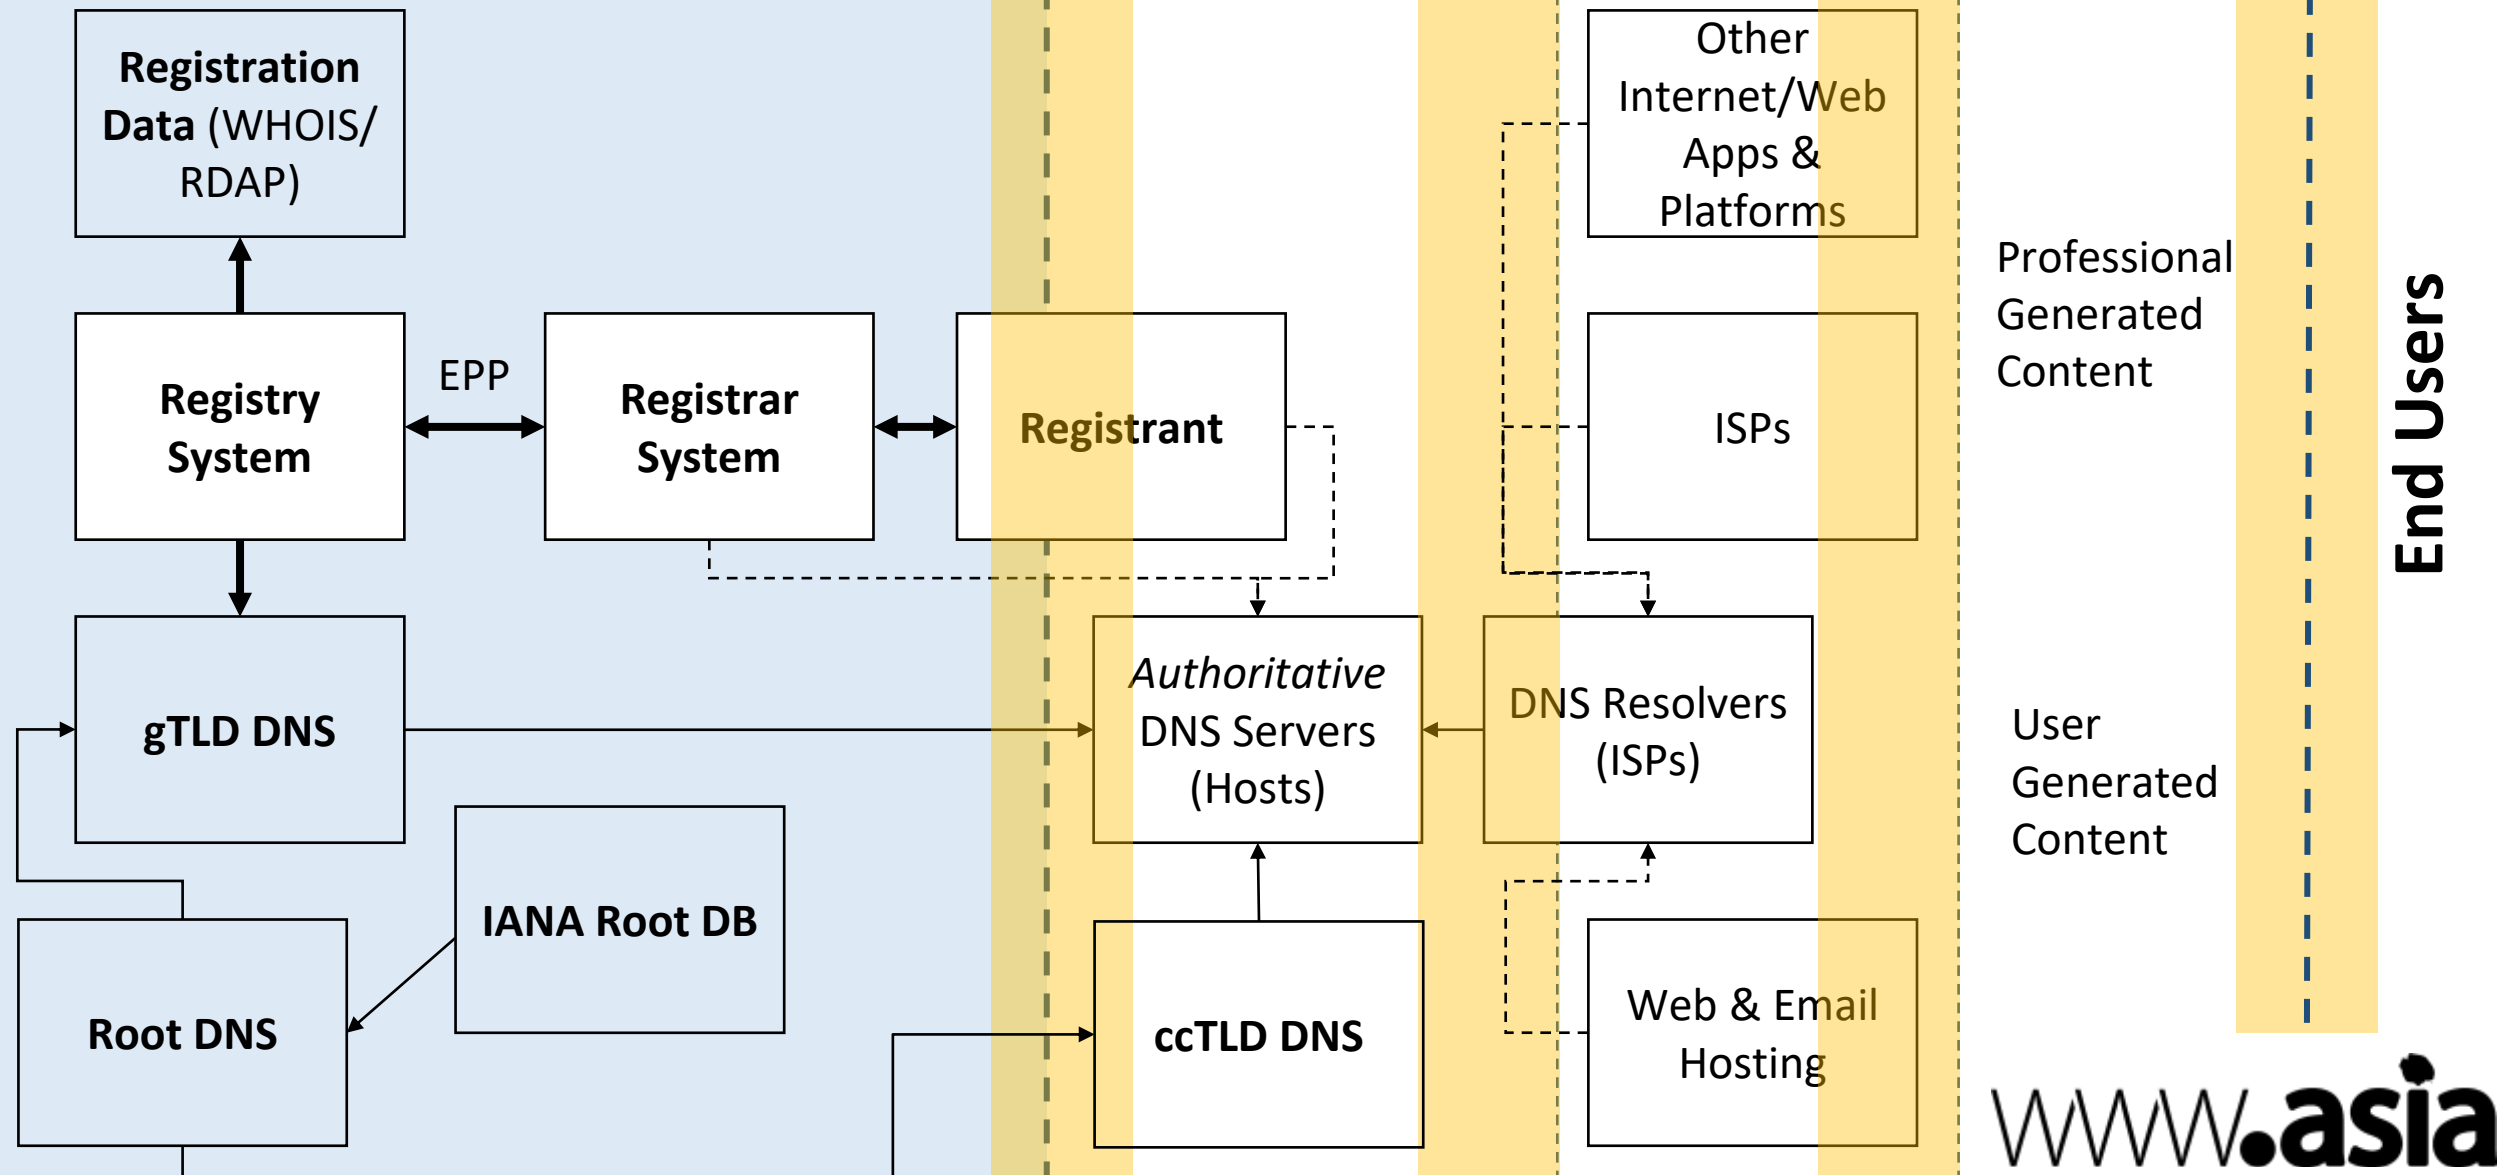 Registration
Data (WHOIS/
RDAP)
Other
Internet/Web
Apps &
Platforms
Professional
Generated
Content
End Users
Registry
System
EPP
Registrar
System
Registrant
ISPs
gTLD DNS
Authoritative
DNS Servers
(Hosts)
DNS Resolvers
(ISPs)
User
Generated
Content
IANA Root DB
Root DNS
ccTLD DNS
Web & Email
Hosting
www.asia